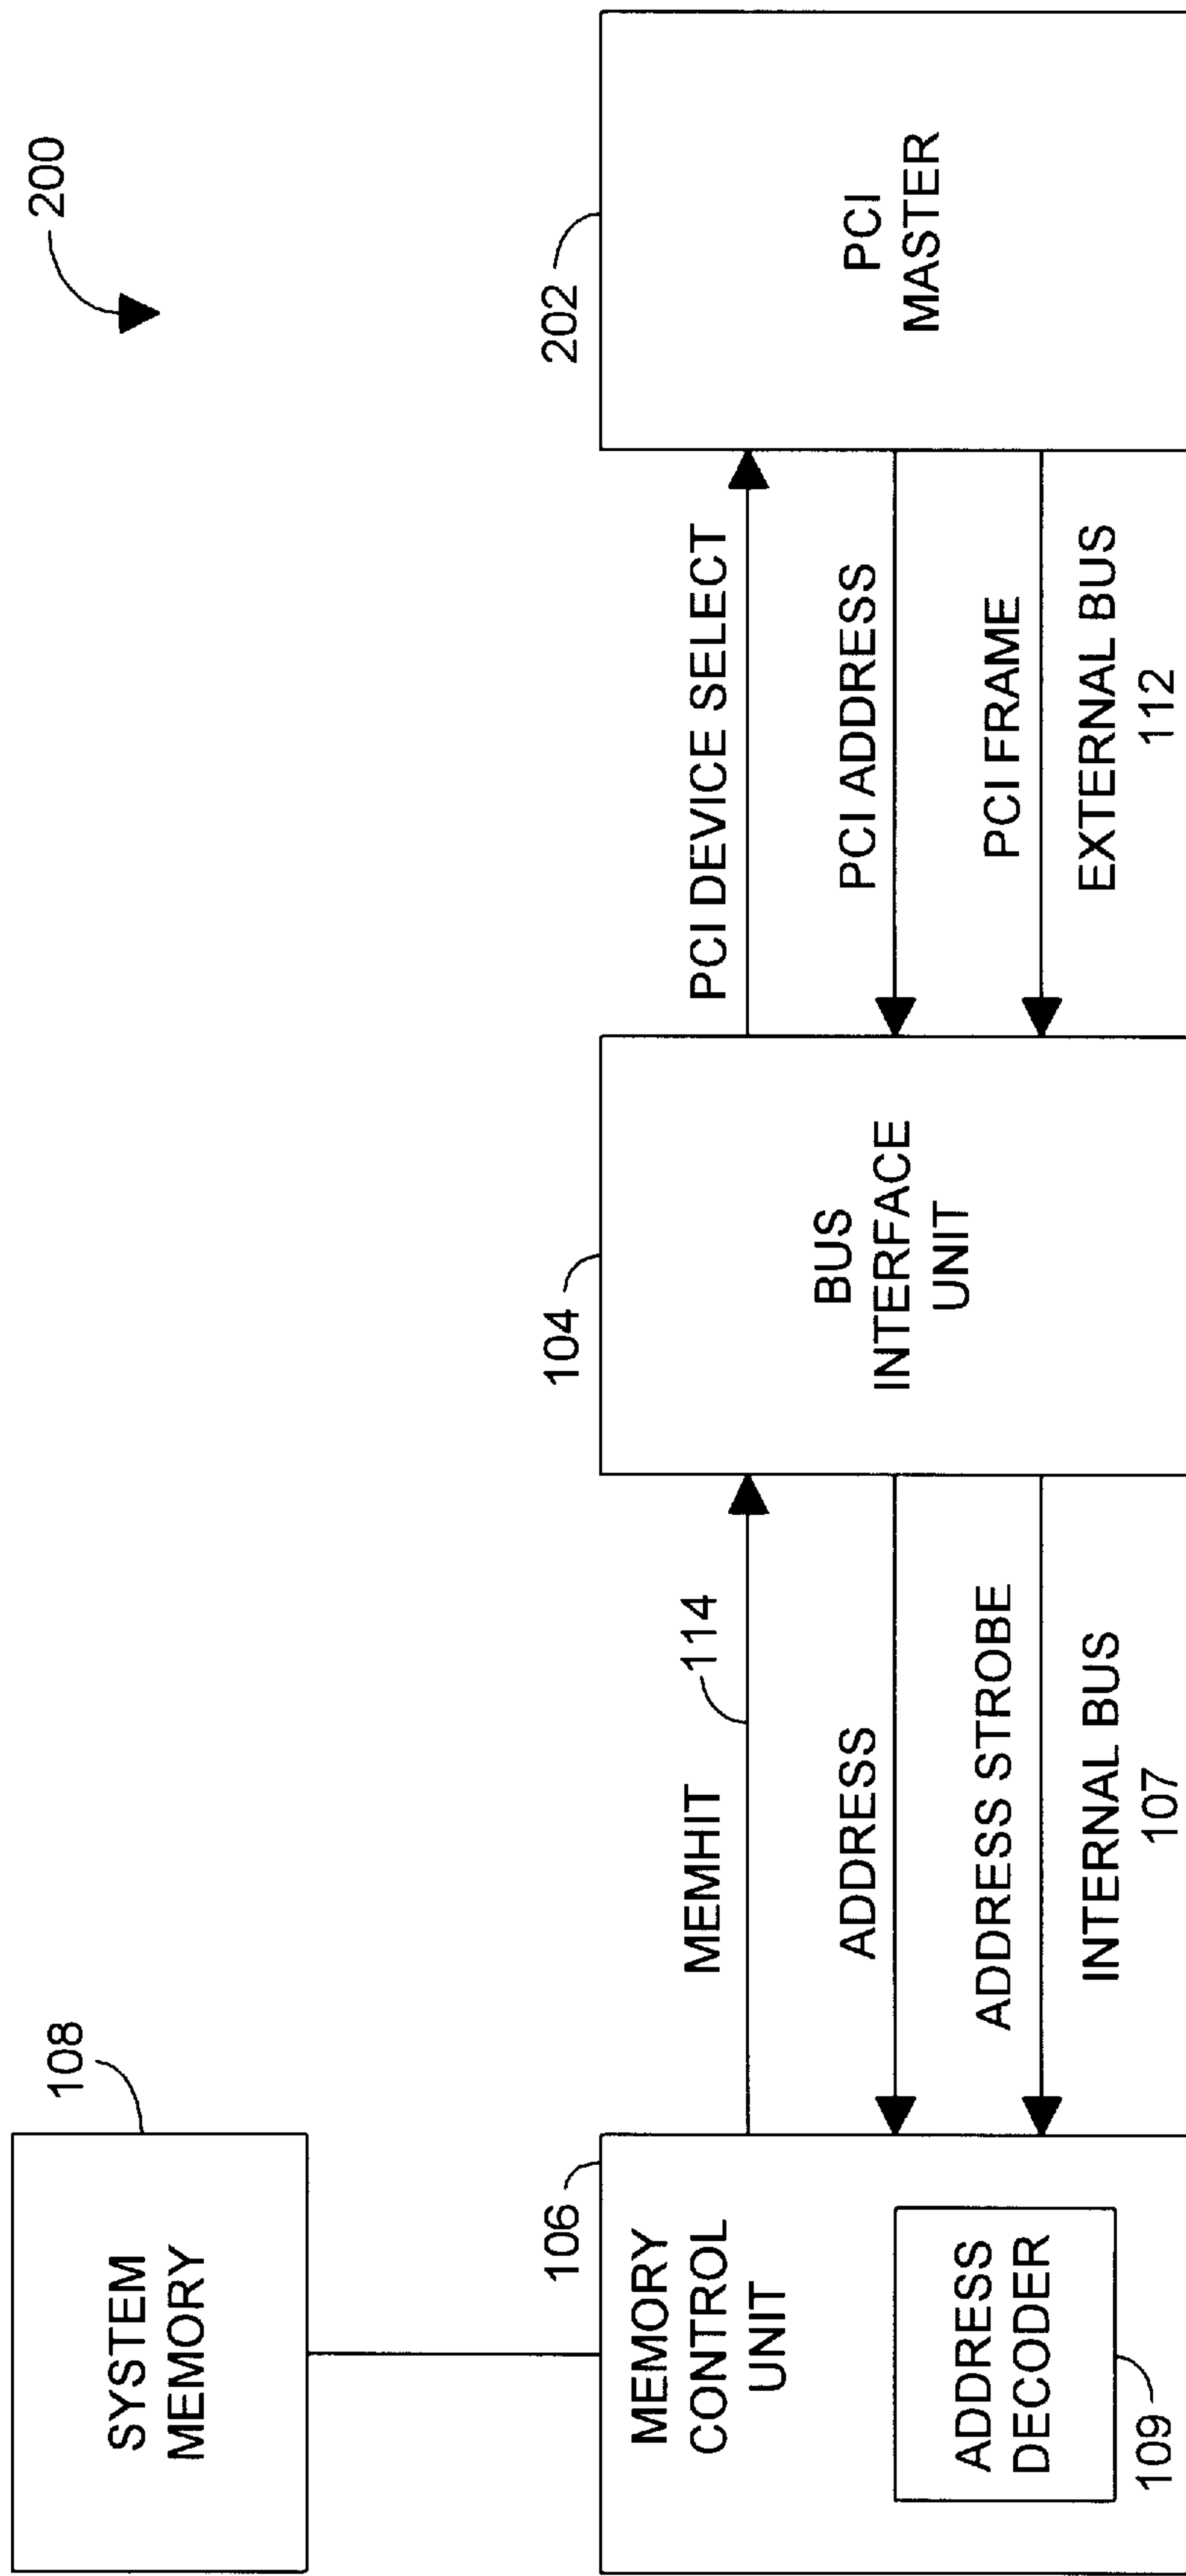 200
SYSTEM
MEMORY
108
106
MEMORY
CONTROL
UNIT
ADDRESS
DECODER
109
MEMHIT
114
ADDRESS
ADDRESS STROBE
INTERNAL BUS
107
104
BUS
INTERFACE
UNIT
PCI DEVICE SELECT
PCI ADDRESS
PCI FRAME
EXTERNAL BUS
112
202
PCI
MASTER